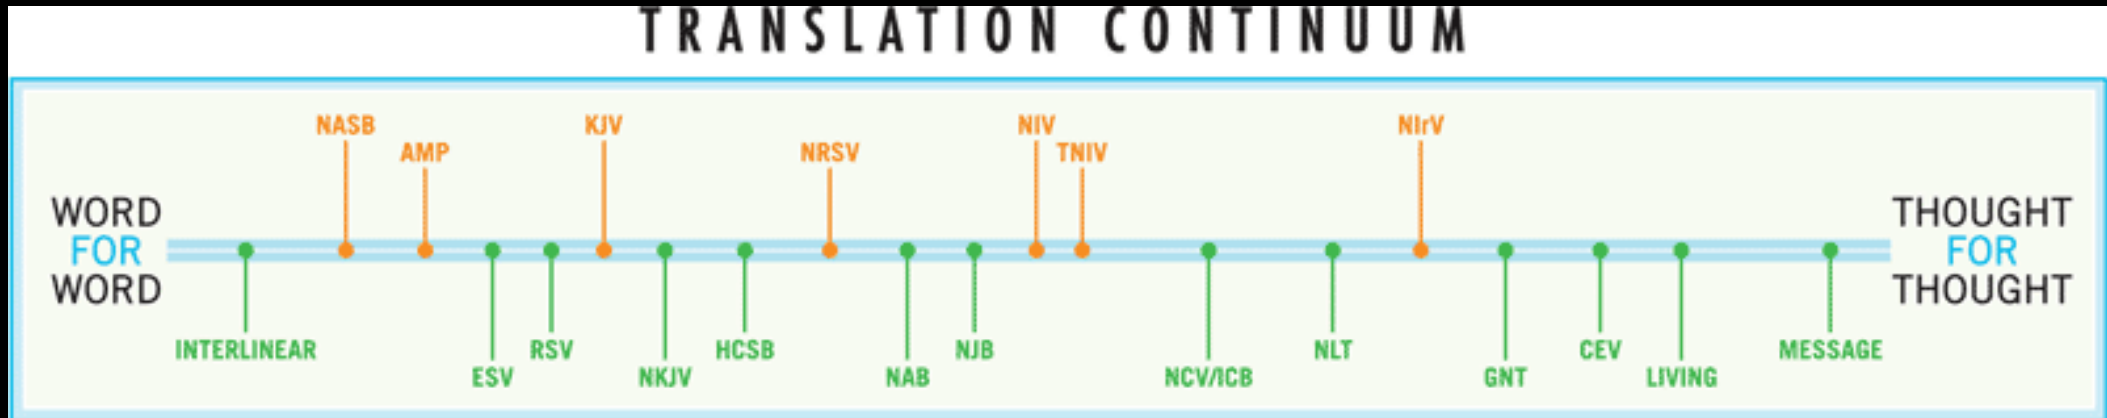 TRANSLATION CONTINUUM
NASB
KJV
NIV
NIrV
AMP
NRSV
TNIV
WORD
FOR
WORD
THOUGHT
FOR
THOUGHT
INTERLINEAR
RSV
HCSB
NJB
NLT
CEV
MESSAGE
ESV
NKJV
NAB
NCV/ICB
GNT
LIVING